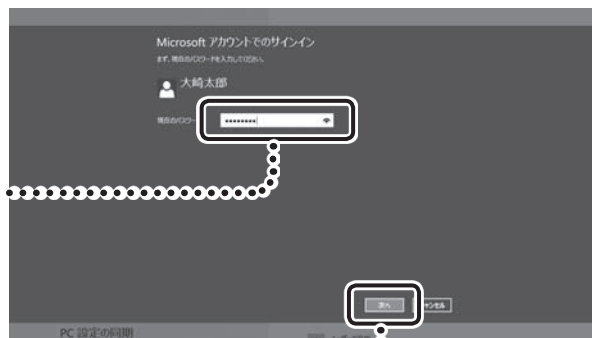 Microsoft アカウントでのサインイン
まず、現在のパスワードを入力してください。
大崎太郎
現在のパスワード
••••••••
次へ
キャンセル
PC 設定の同期